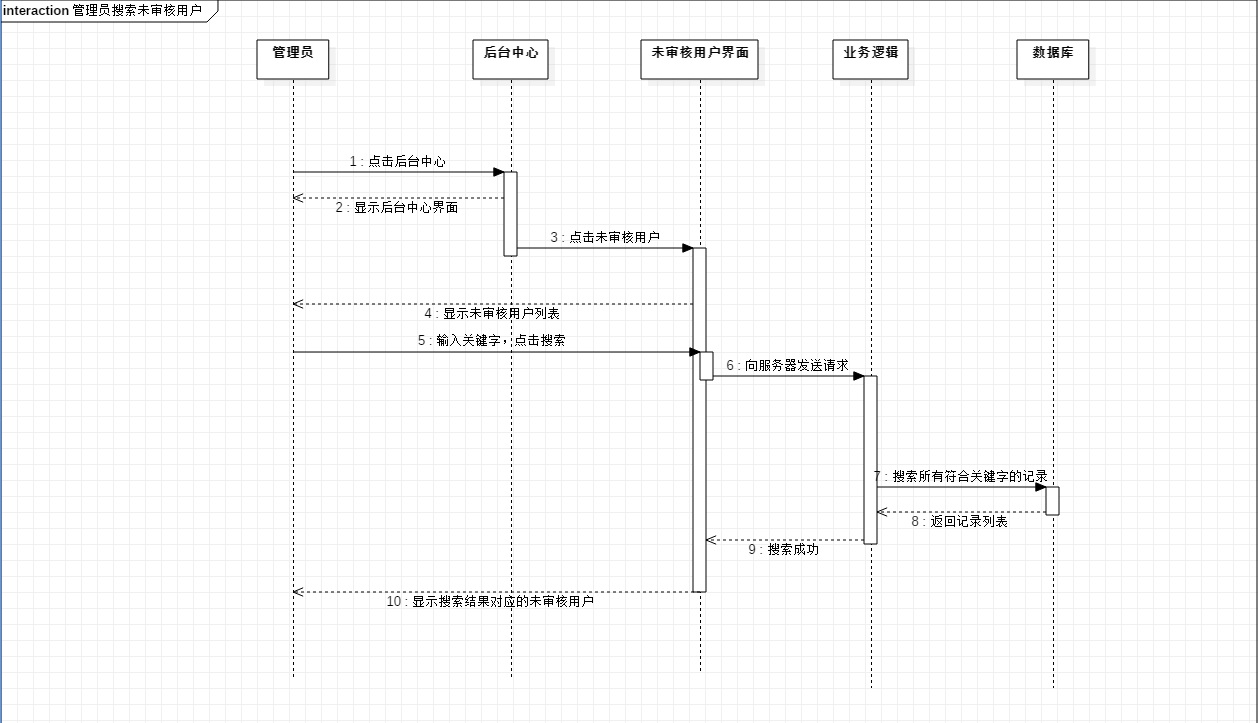 interaction 管理员搜索未审核用户
管理员
后台中心
未审核用户界面
业务逻辑
数据库
1 : 点击后台中心
2 : 显示后台中心界面
3 : 点击未审核用户
4 : 显示未审核用户列表
5 : 输入关键字，点击搜索
6 : 向服务器发送请求
7 : 搜索所有符合关键字的记录
8 : 返回记录列表
9 : 搜索成功
10 : 显示搜索结果对应的未审核用户